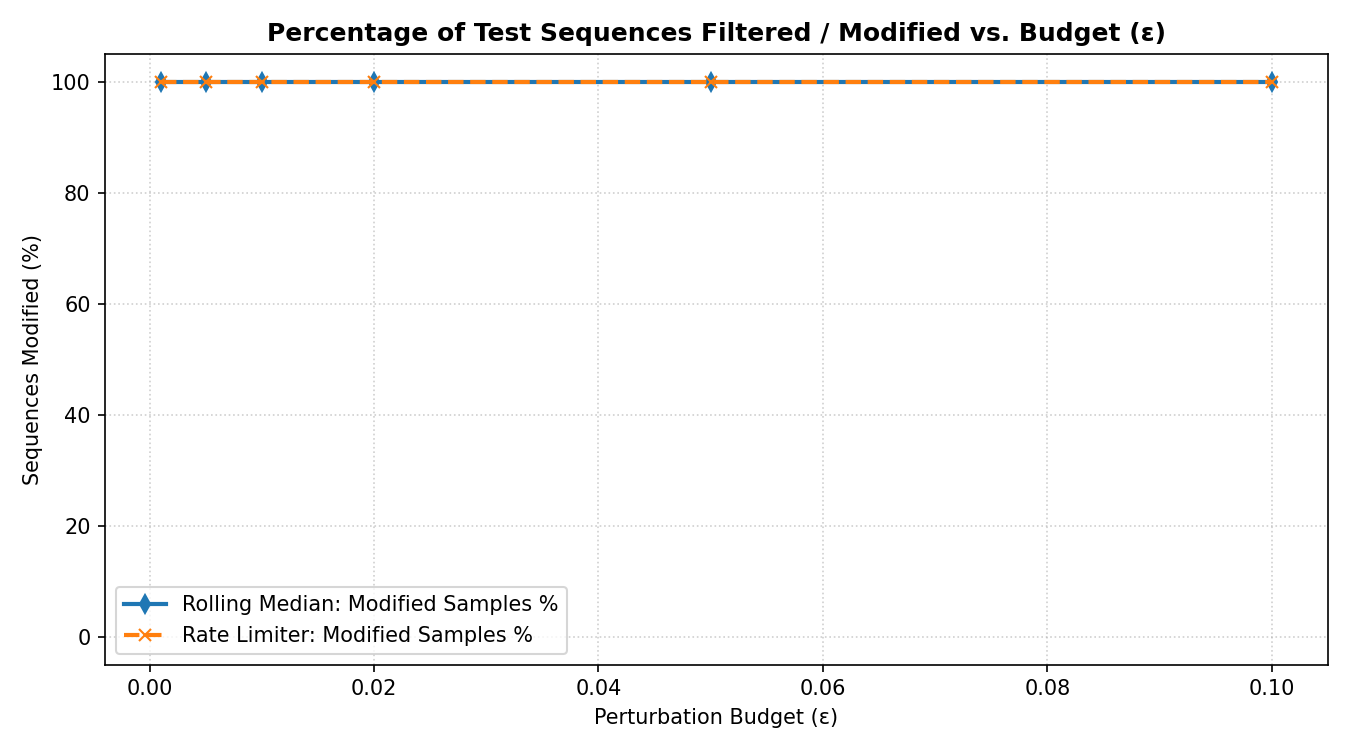 Percentage of Test Sequences Filtered / Modified vs. Budget (ε)
Sequences Modified (%)
100
80
60
40
20
0
Rolling Median: Modified Samples %
Rate Limiter: Modified Samples %
0.00
0.02
0.04
0.06
0.08
0.10
Perturbation Budget (ε)